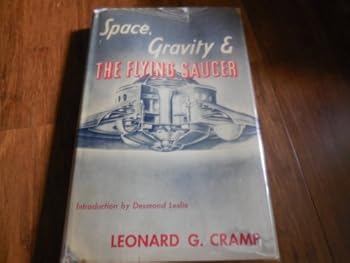 Space,
Gravity &
THE FLYING SAUCER
Introduction by Desmond Leslie
LEONARD G. CRAMP